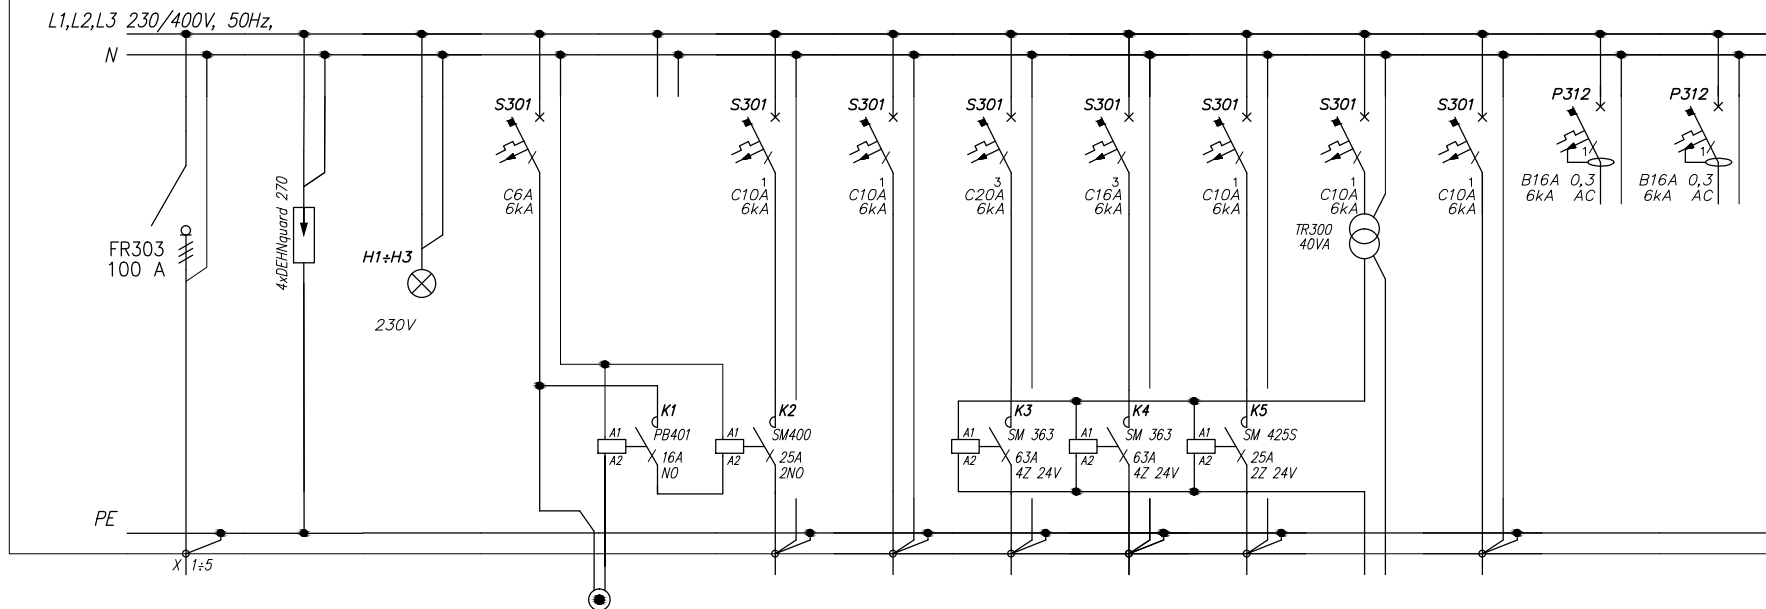 L1,L2,L3 230/400V, 50Hz,
N
FR303
100 A
4xDEHNquard 270
H1÷H3
230V
S301
C6A
6kA
S301
1
C10A
6kA
S301
1
C10A
6kA
S301
3
C20A
6kA
S301
3
C16A
6kA
S301
1
C10A
6kA
S301
1
C10A
6kA
TR300
40VA
S301
1
C10A
6kA
P312
1
B16A 0,3
6kA AC
P312
1
B16A 0,3
6kA AC
A1
A2
K1
PB401
16A
NO
A1
A2
K2
SM400
25A
2NO
A1
A2
K3
SM 363
63A
4Z 24V
A1
A2
K4
SM 363
63A
4Z 24V
A1
A2
K5
SM 425S
25A
2Z 24V
PE
X 1÷5